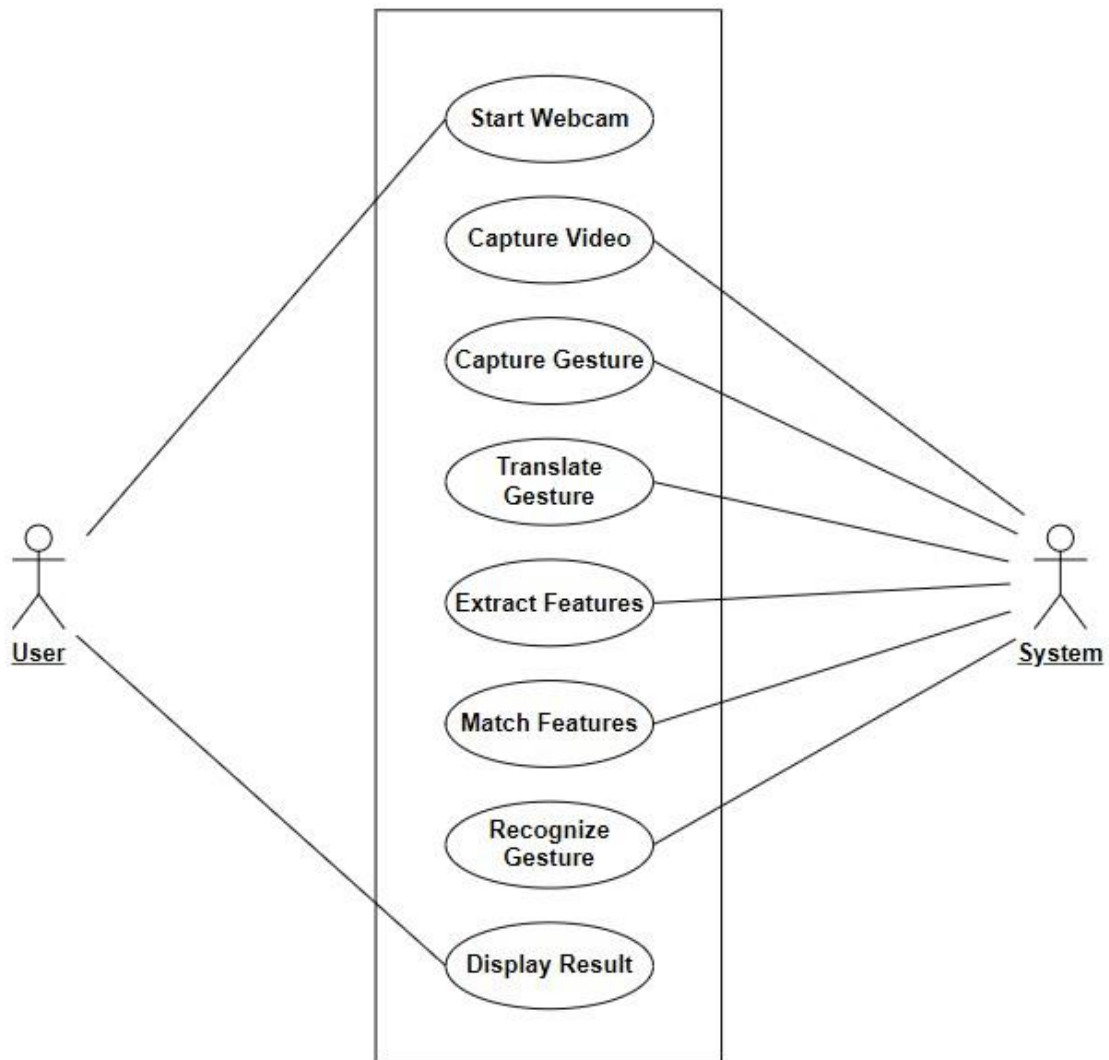 Start Webcam
Capture Video
Capture Gesture
Translate
Gesture
Extract Features
User
System
Match Features
Recognize
Gesture
Display Result